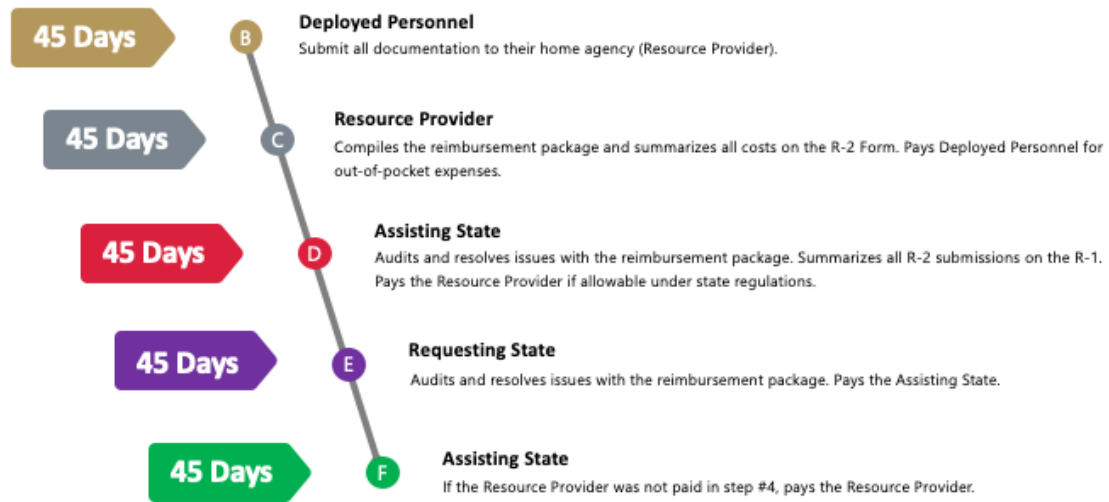 45 Days
B
Deployed Personnel
Submit all documentation to their home agency (Resource Provider).
45 Days
C
Resource Provider
Compiles the reimbursement package and summarizes all costs on the R-2 Form. Pays Deployed Personnel for
out-of-pocket expenses.
45 Days
D
Assisting State
Audits and resolves issues with the reimbursement package. Summarizes all R-2 submissions on the R-1.
Pays the Resource Provider if allowable under state regulations.
45 Days
E
Requesting State
Audits and resolves issues with the reimbursement package. Pays the Assisting State.
45 Days
F
Assisting State
If the Resource Provider was not paid in step #4, pays the Resource Provider.